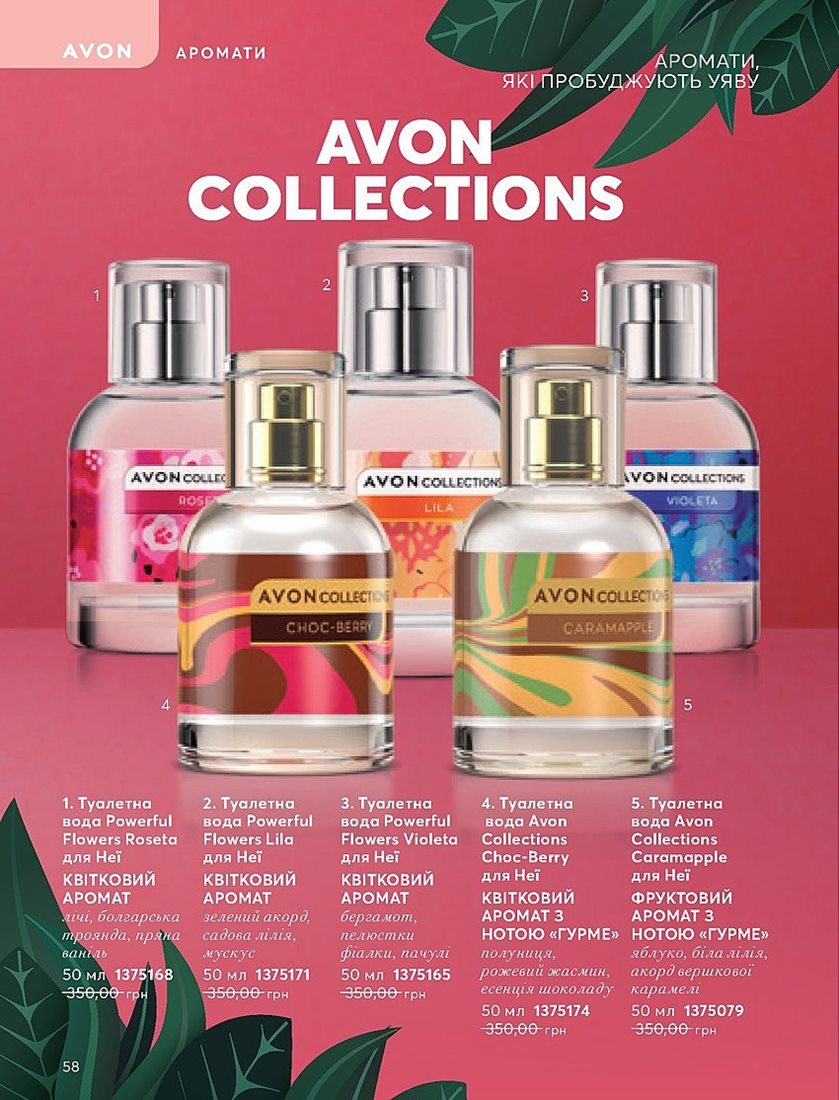 AVON
АРОМАТИ
АРОМАТИ,
ЯКІ ПРОБУДЖУЮТЬ УЯВУ
AVON
COLLECTIONS
1
2
3
AVON COLLEC
ROSET
AVON COLLECTIONS
LILA
AVON COLLECTIONS
VIOLETA
AVON COLLECTIONS
CHOC-BERRY
AVON COLLECTIONS
CARAMAPPLE
4
5
1. Туалетна
вода Powerful
Flowers Roseta
для Неї
КВІТКОВИЙ
АРОМАТ
лічі, болгарська
троянда, пряна
ваніль
50 мл 1375168
350,00 грн
2. Туалетна
вода Powerful
Flowers Lila
для Неї
КВІТКОВИЙ
АРОМАТ
зелений акорд,
садова лілія,
мускус
50 мл 1375171
350,00 грн
3. Туалетна
вода Powerful
Flowers Violeta
для Неї
КВІТКОВИЙ
АРОМАТ
бергамот,
пелюстки
фіалки, пачулі
50 мл 1375165
350,00 грн
4. Туалетна
вода Avon
Collections
Choc-Berry
для Неї
КВІТКОВИЙ
АРОМАТ З
НОТОЮ «ГУРМЕ»
полуниця,
рожевий жасмин,
есенція шоколаду
50 мл 1375174
350,00 грн
5. Туалетна
вода Avon
Collections
Caramapple
для Неї
ФРУКТОВИЙ
АРОМАТ З
НОТОЮ «ГУРМЕ»
яблуко, біла лілія,
акорд вершкової
карамелі
50 мл 1375079
350,00 грн
58